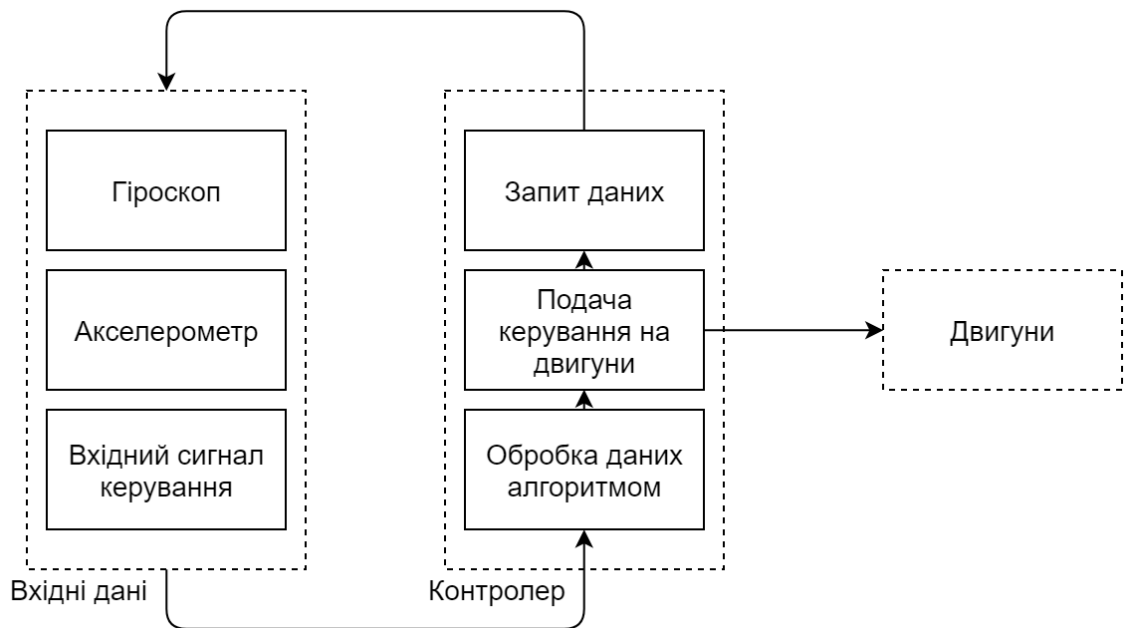 Гіроскоп
Акселерометр
Вхідний сигнал
керування
Вхідні дані
Запит даних
Подача
керування на
двигуни
Обробка даних
алгоритмом
Контролер
Двигуни